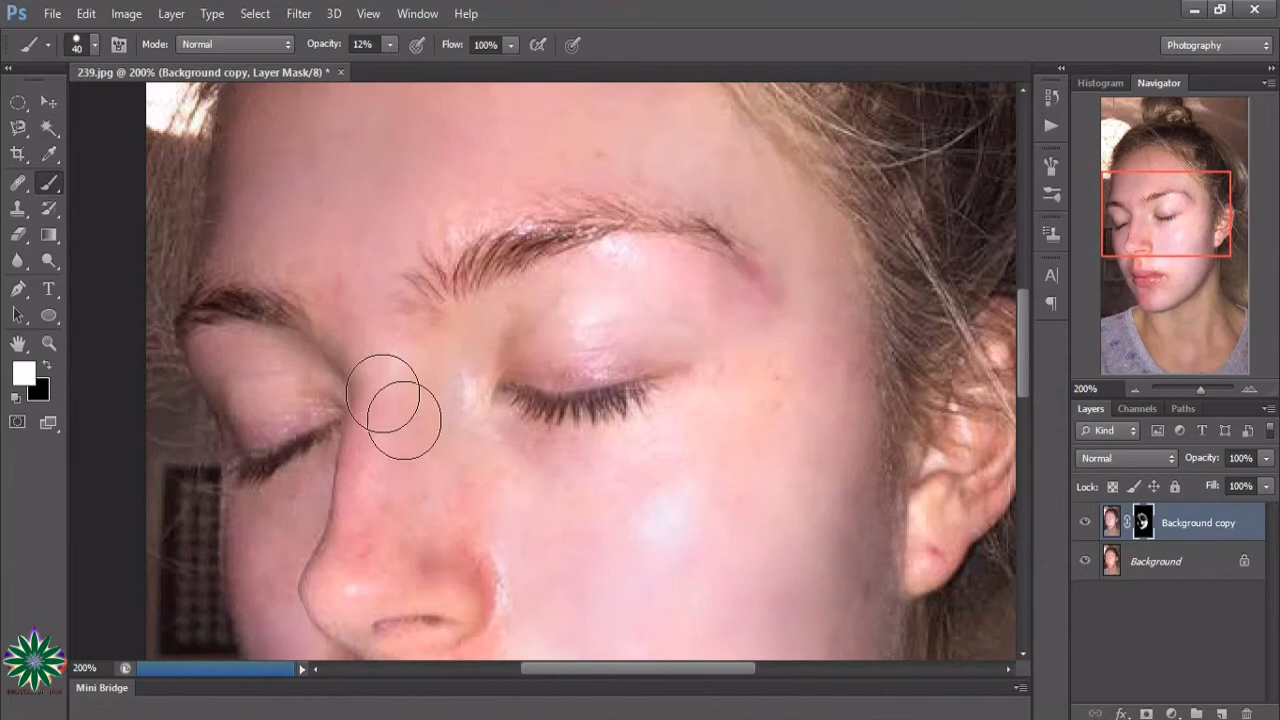 Ps File Edit Image Layer Type Select Filter 3D View Window Help
40 Mode: Normal Opacity: 12% Flow: 100% Photography
239.jpg @ 200% (Background copy, Layer Mask/8) * ×
Histogram Navigator
200%
Layers Channels Paths
Kind
Normal Opacity: 100%
Lock: Fill: 100%
Background copy
Background
200%
Mini Bridge